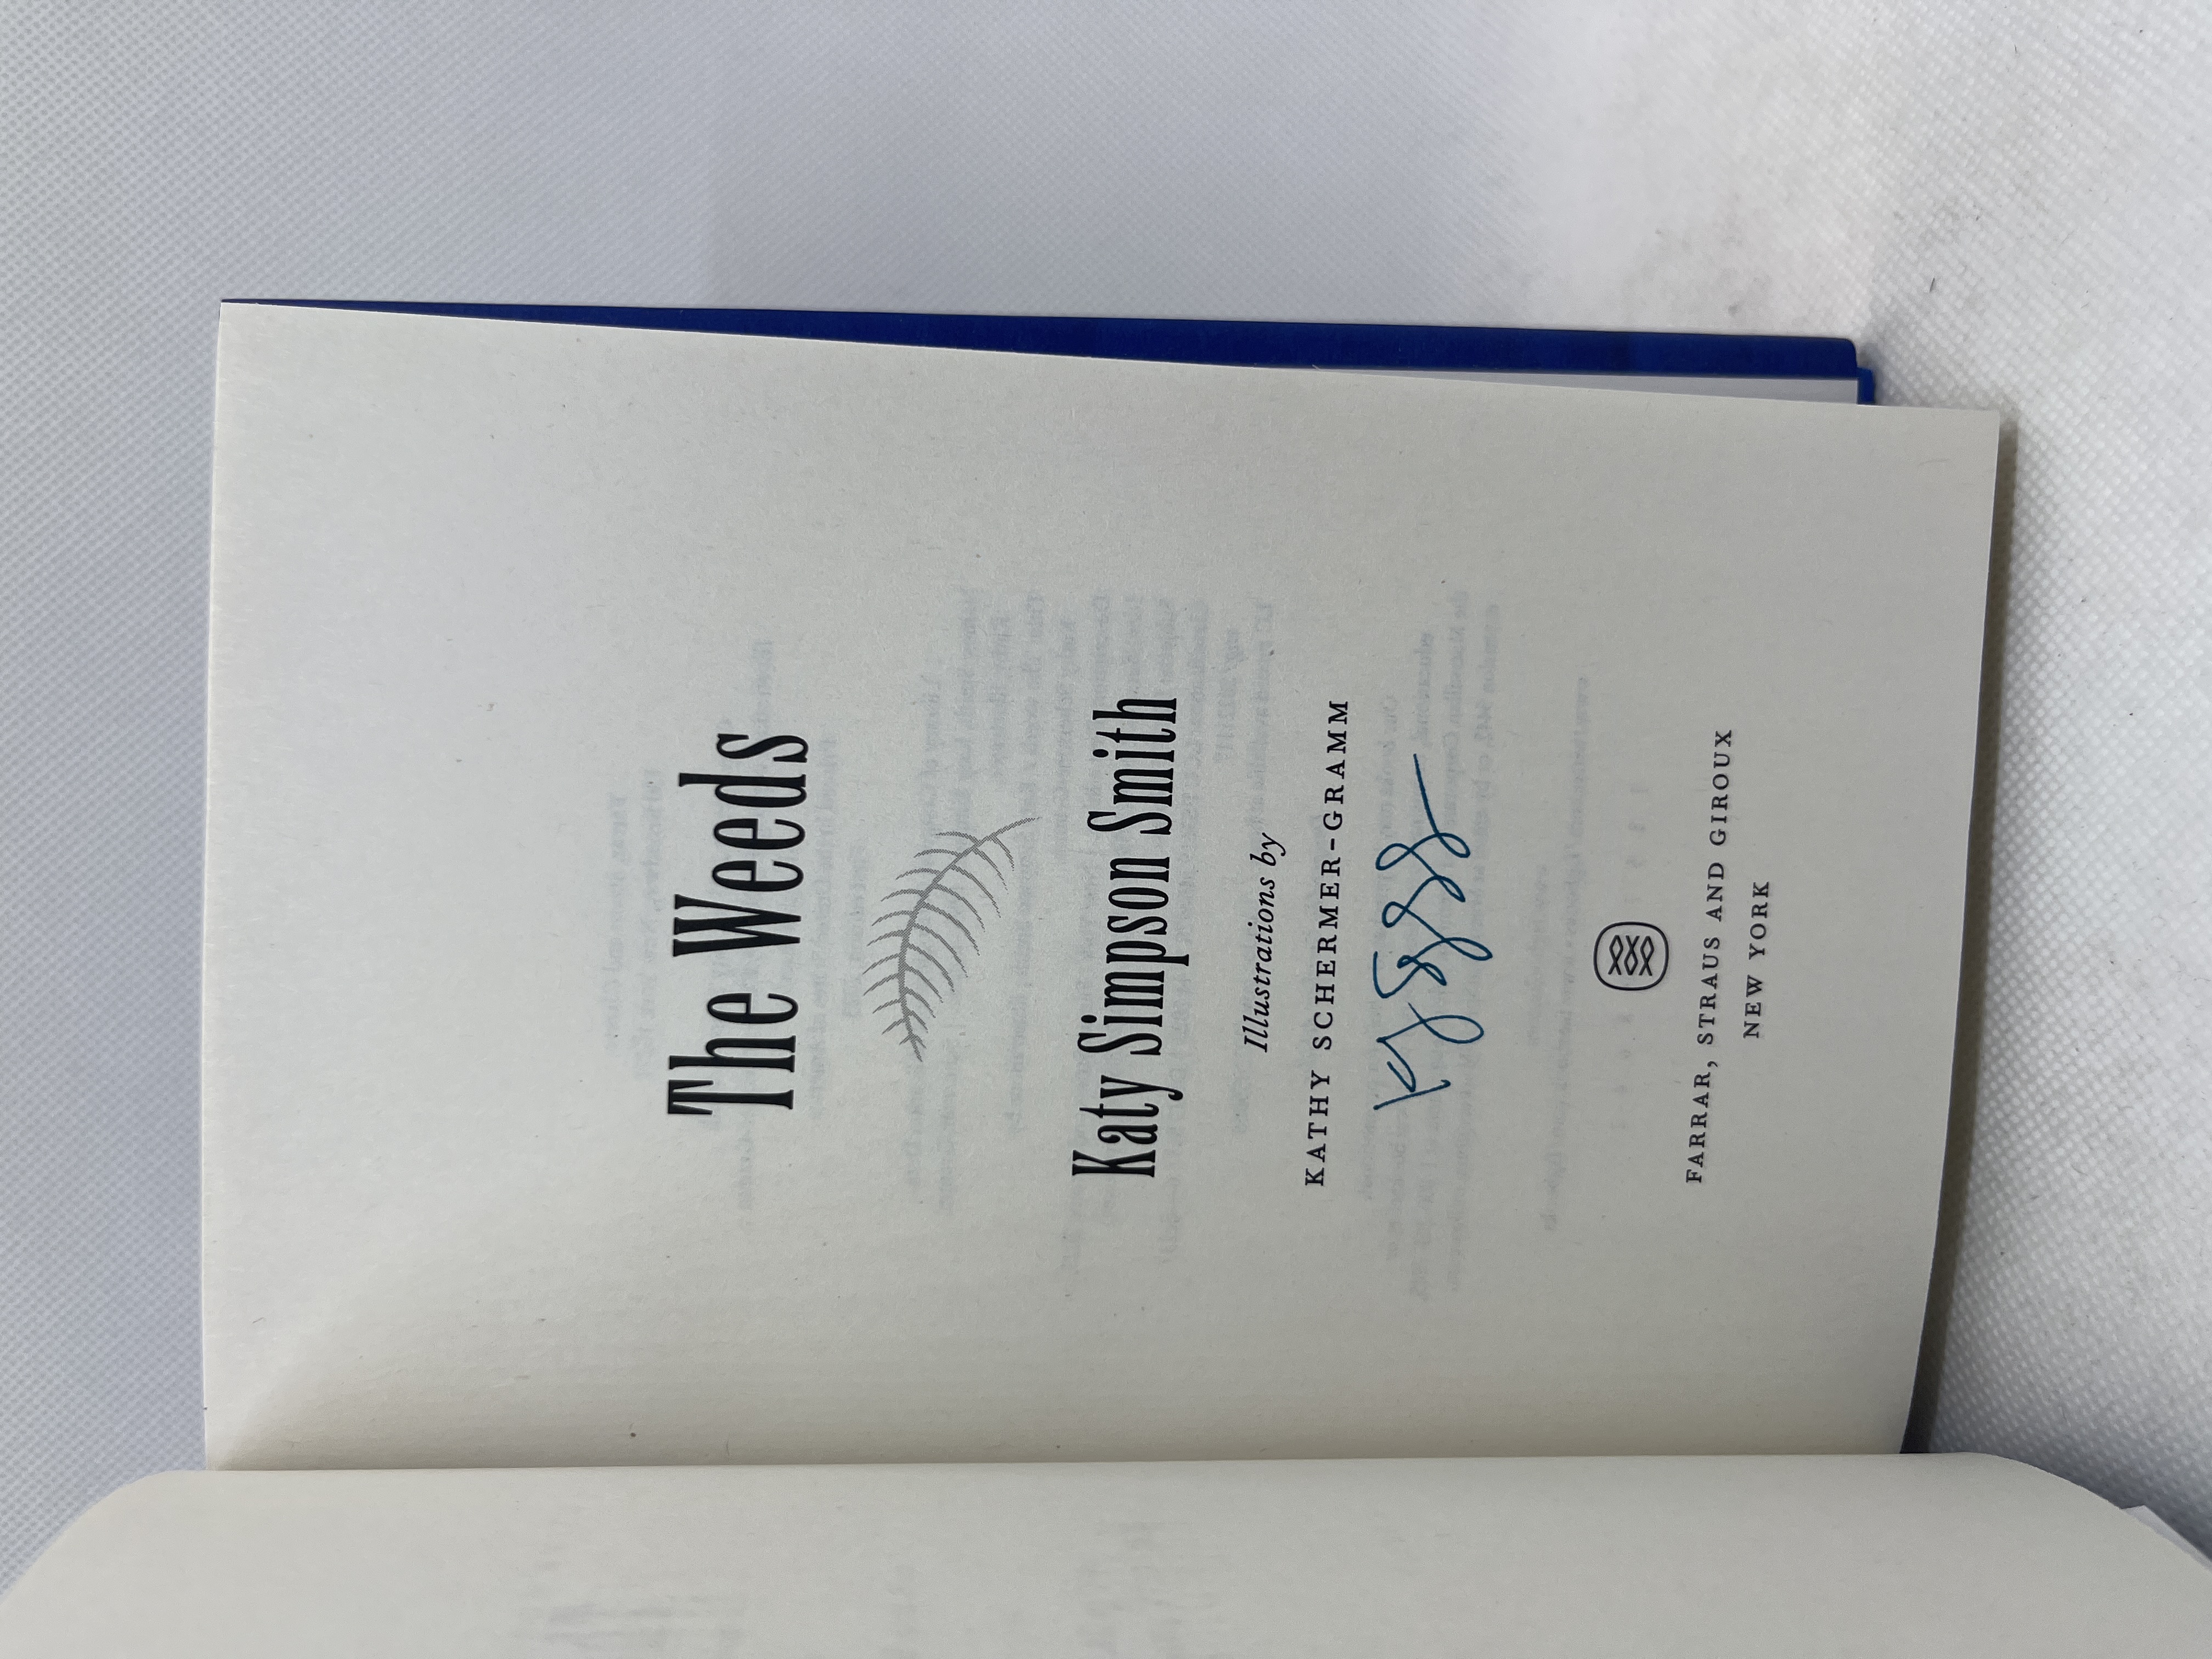 The Weeds
Katy Simpson Smith
Illustrations by
KATHY SCHERMER-GRAMM
FARRAR, STRAUS AND GIROUX
NEW YORK